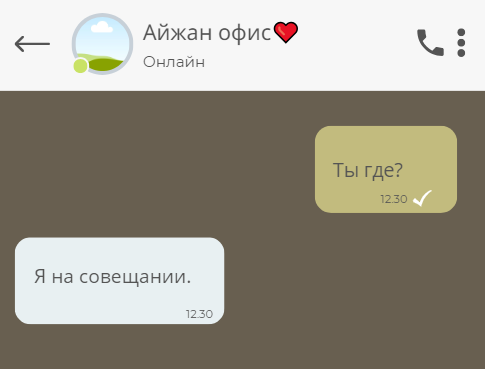 Айжан офис❤️
Онлайн
Ты где?
12.30
Я на совещании.
12.30